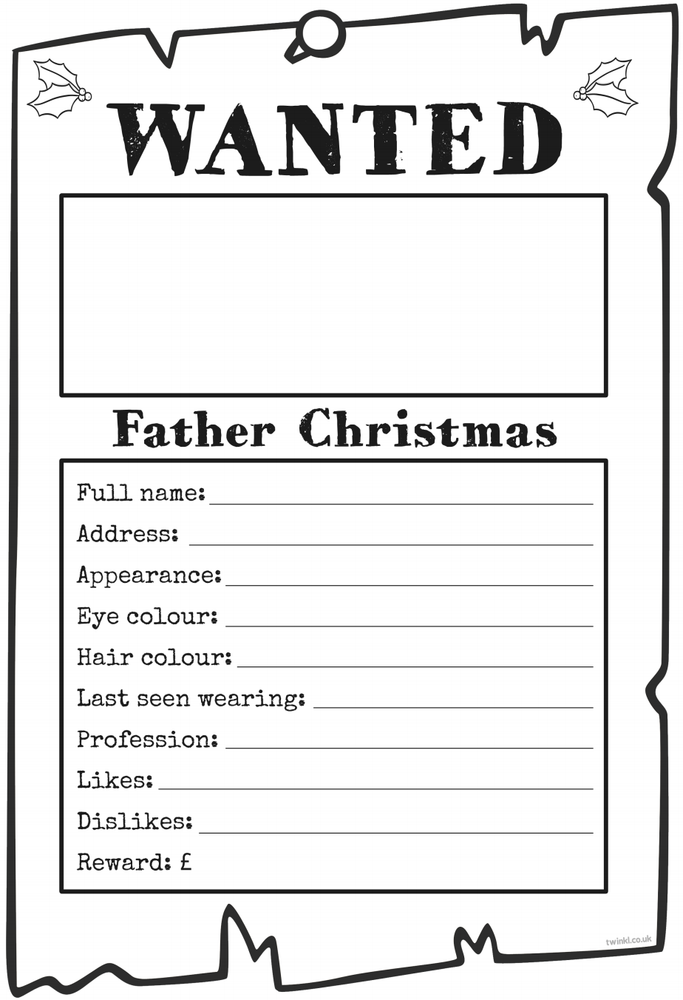 WANTED
Father Christmas
Full name:
Address:
Appearance:
Eye colour:
Hair colour:
Last seen wearing:
Profession:
Likes:
Dislikes:
Reward: £
twinkl.co.uk